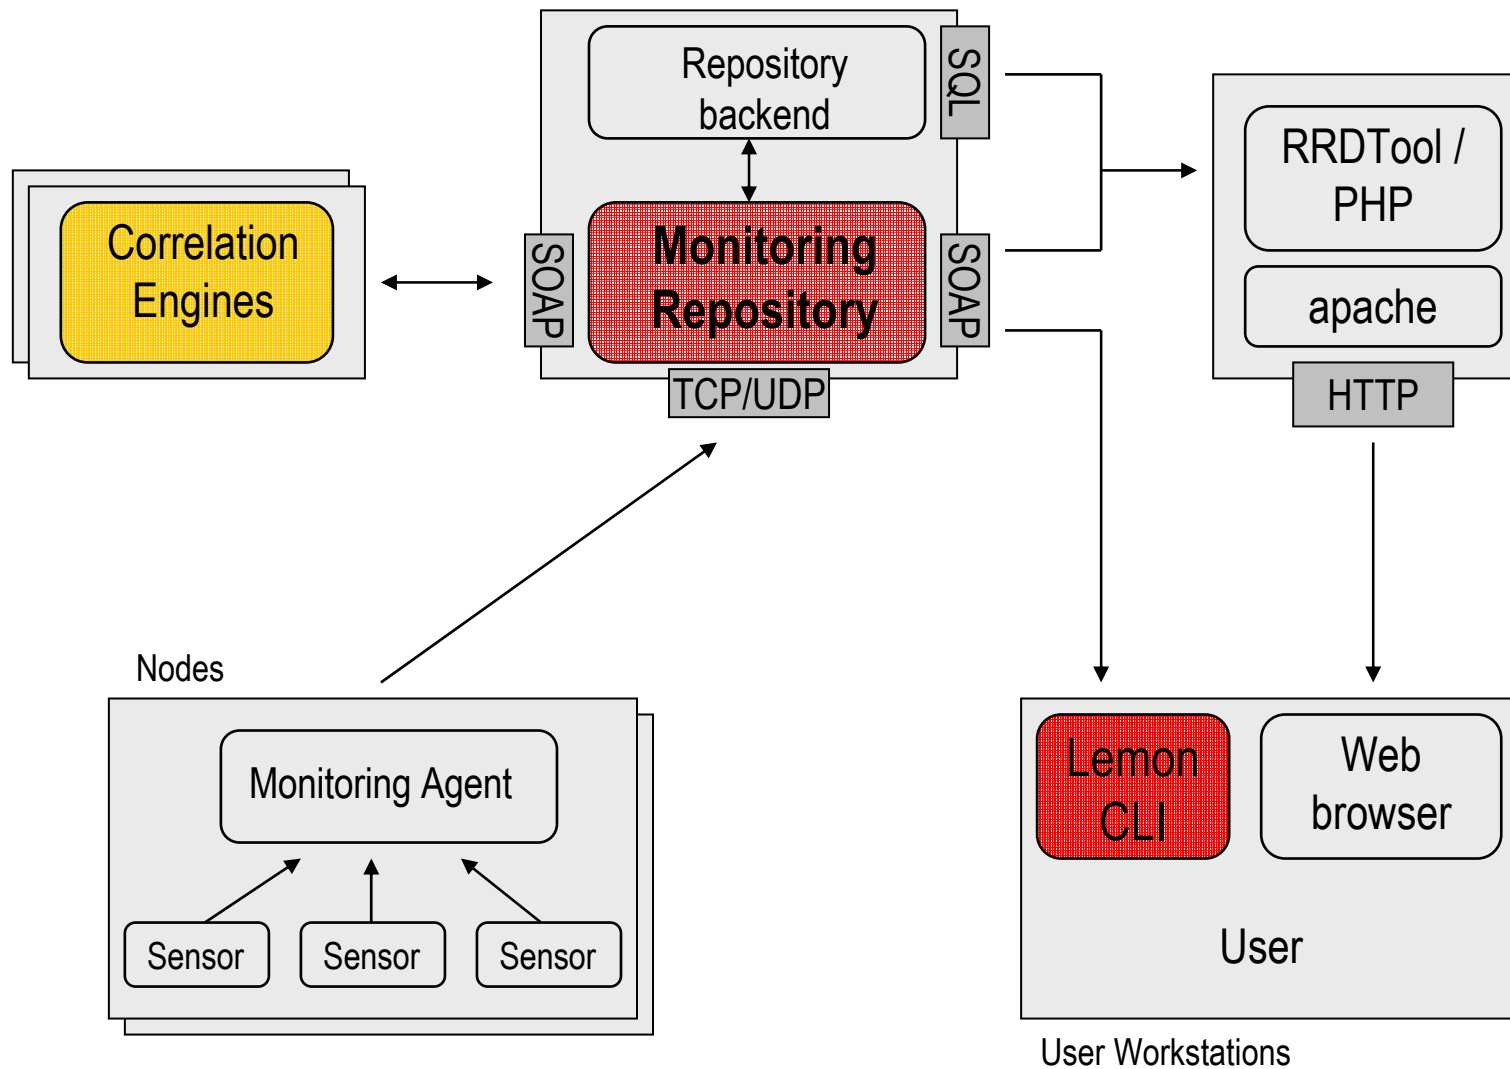 Repository
backend
SQL
RRDTool /
PHP
Correlation
Engines
SOAP
Monitoring
Repository
SOAP
apache
TCP/UDP
HTTP
Nodes
Monitoring Agent
Sensor
Sensor
Sensor
Lemon
CLI
Web
browser
User
User Workstations